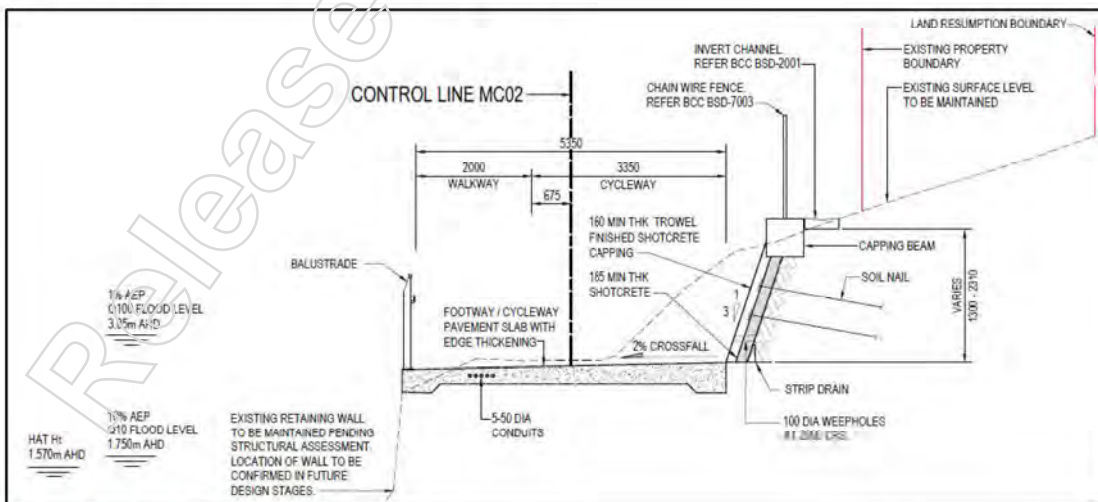 Release
LAND RESUMPTION BOUNDARY
INVERT CHANNEL
REFER BCC BSD-2001
EXISTING PROPERTY
BOUNDARY
CHAIN WIRE FENCE
REFER BCC BSD-7003
EXISTING SURFACE LEVEL
TO BE MAINTAINED
CONTROL LINE MC02
5350
2000
WALKWAY
3350
CYCLEWAY
675
160 MIN THK TROWEL
FINISHED SHOTCRETE
CAPPING
CAPPING BEAM
BALUSTRADE
165 MIN THK
SHOTCRETE
SOIL NAIL
VARIES
1300 - 2310
1
3
1% AEP
Q100 FLOOD LEVEL
3.05m AHD
FOOTWAY / CYCLEWAY
PAVEMENT SLAB WITH
EDGE THICKENING
2% CROSSFALL
STRIP DRAIN
5-50 DIA
CONDUITS
100 DIA WEEPHOLES
CRS.
10% AEP
Q10 FLOOD LEVEL
1.750m AHD
HAT Ht
1.570m AHD
EXISTING RETAINING WALL
TO BE MAINTAINED PENDING
STRUCTURAL ASSESSMENT.
LOCATION OF WALL TO BE
CONFIRMED IN FUTURE
DESIGN STAGES.